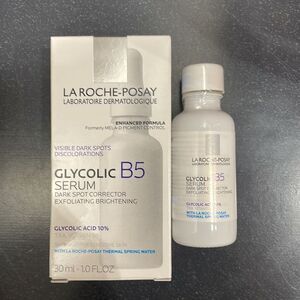 LA ROCHE-POSAY
LABORATOIRE DERMATOLOGIQUE
ENHANCED FORMULA
Formerly MELA-D PIGMENT CONTROL
VISIBLE DARK SPOTS
DISCOLORATIONS
GLYCOLIC B5
SERUM
DARK SPOT CORRECTOR
EXFOLIATING BRIGHTENING
GLYCOLIC ACID 10%
WITH LA ROCHE-POSAY THERMAL SPRING WATER
30 ml - 1.0 FL.OZ
LA ROCHE-POSAY
LABORATOIRE DERMATOLOGIQUE
GLYCOLIC B5
SERUM
DARK SPOT CORRECTOR
EXFOLIATING BRIGHTENING
GLYCOLIC ACID 10%
WITH LA ROCHE-POSAY
THERMAL SPRING WATER